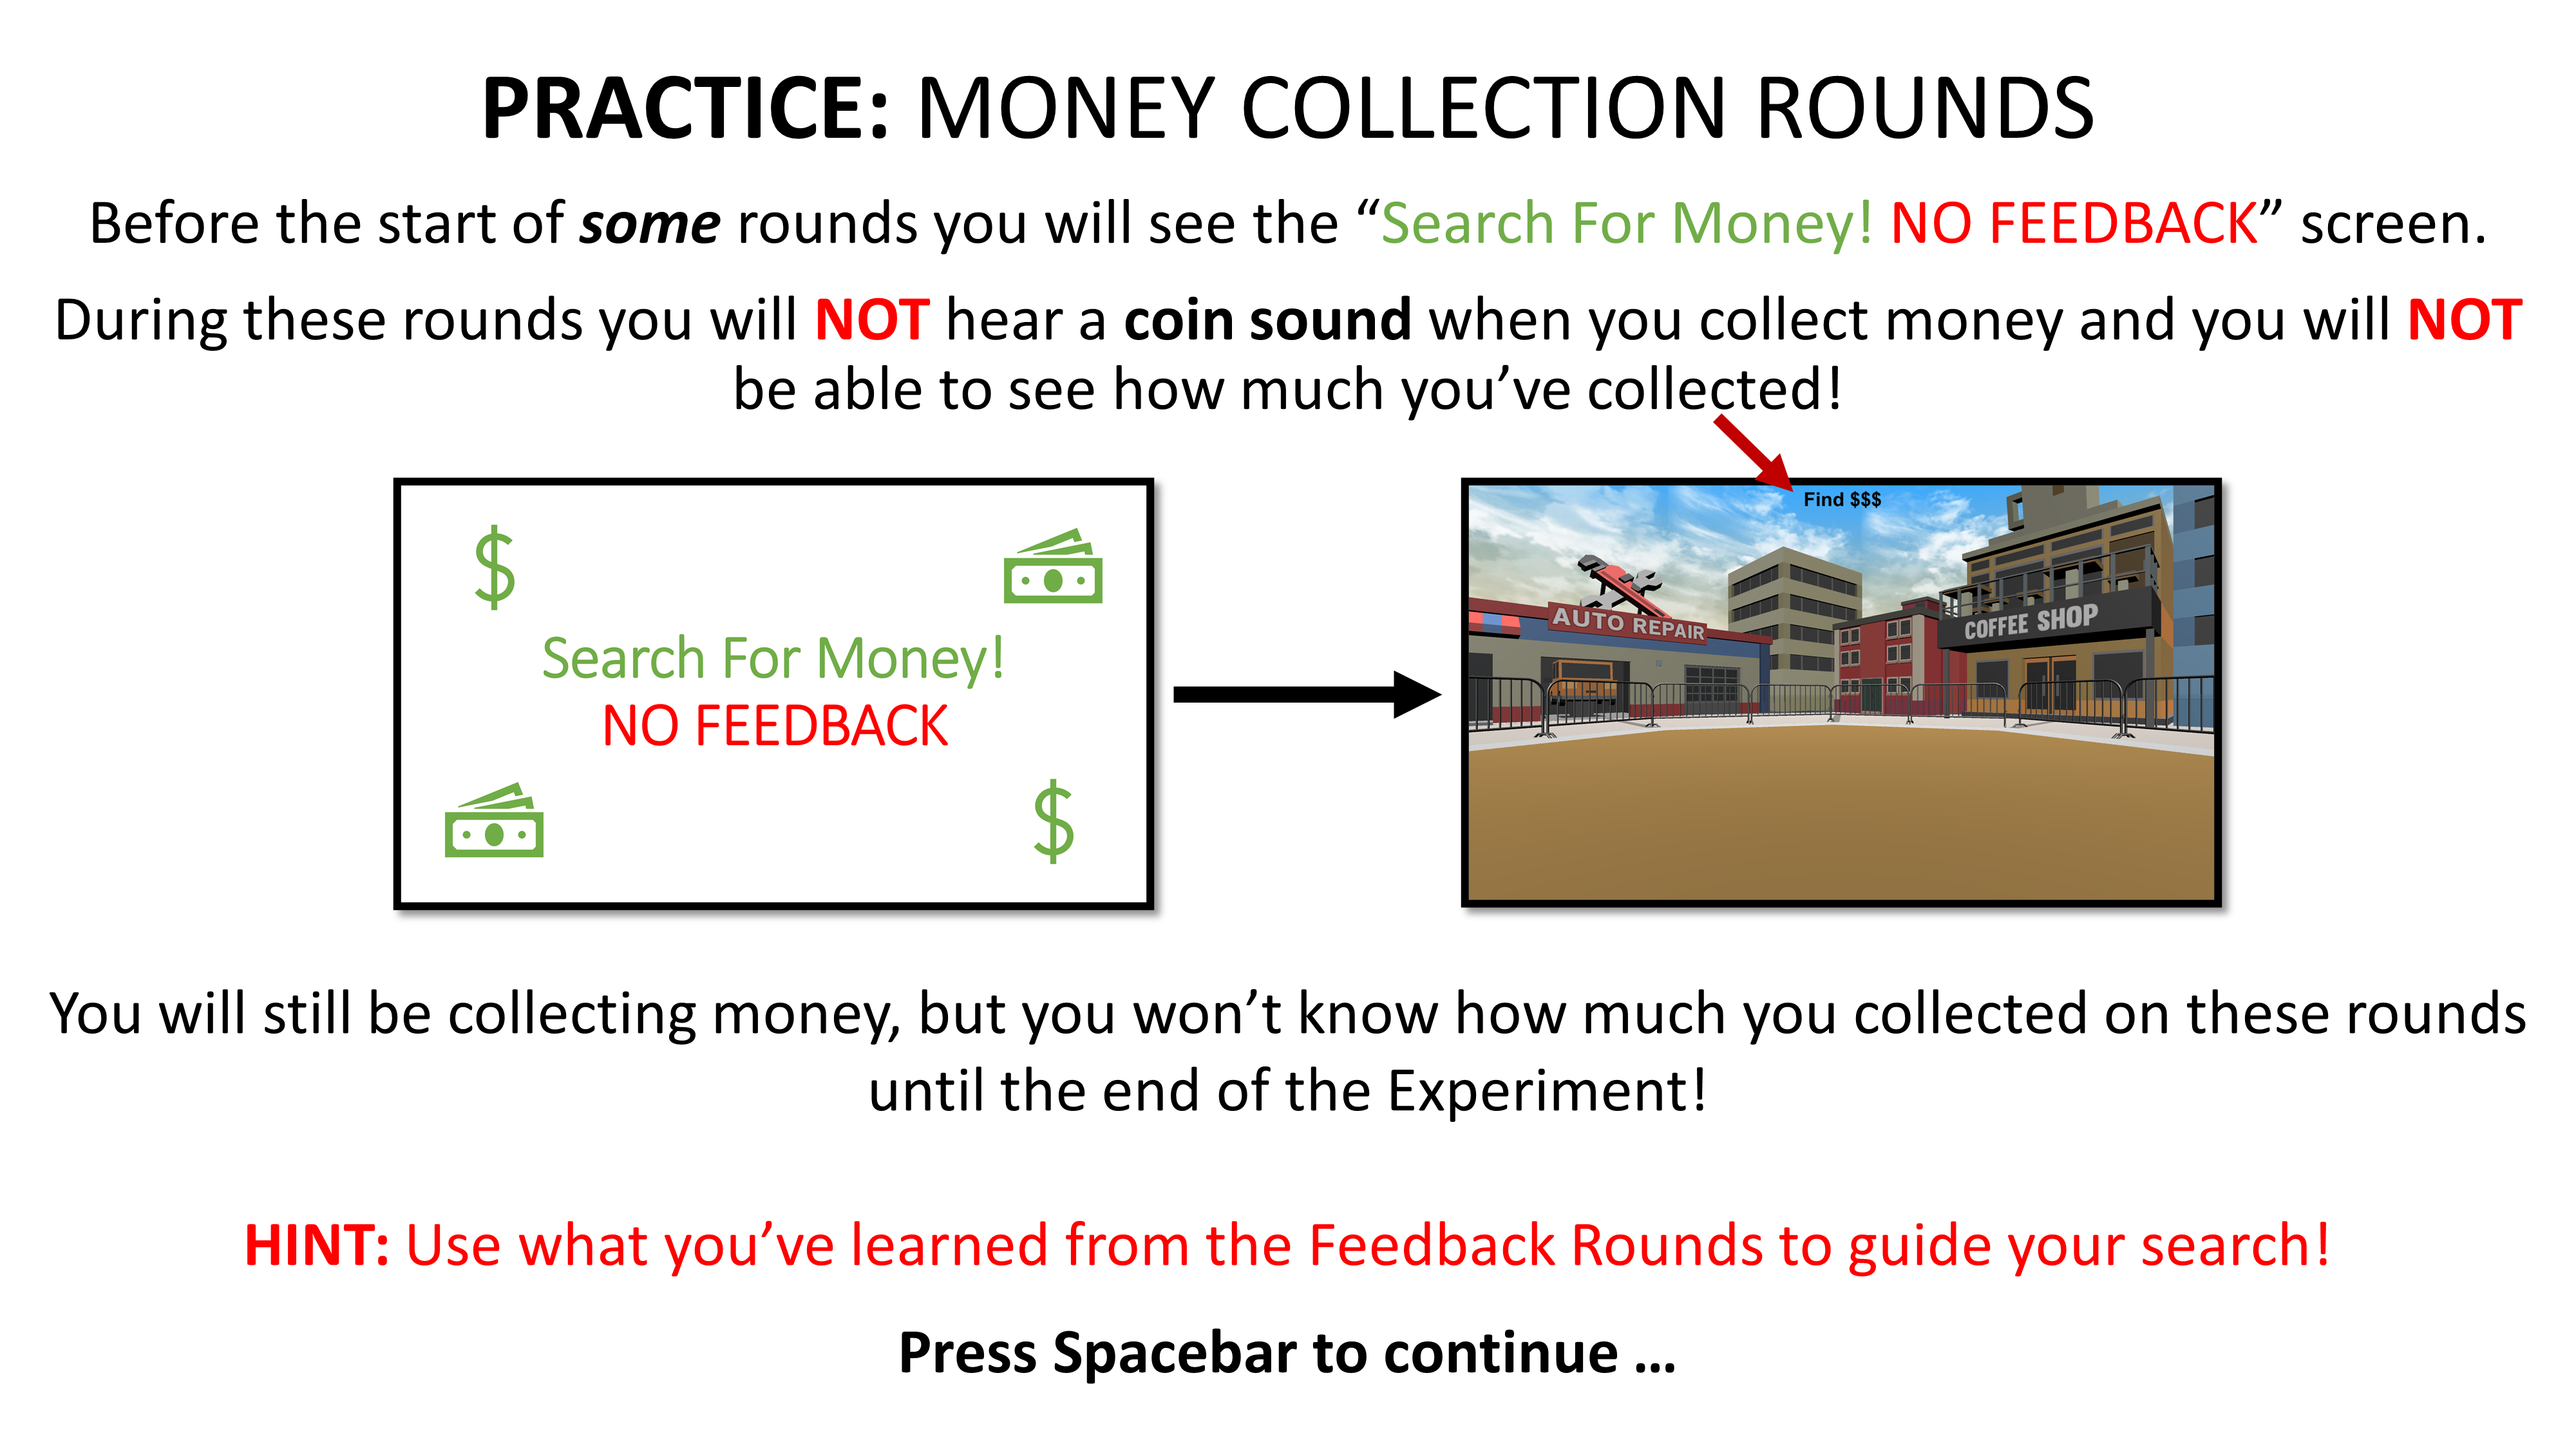 PRACTICE: MONEY COLLECTION ROUNDS
Before the start of some rounds you will see the “Search For Money! NO FEEDBACK” screen.
During these rounds you will NOT hear a coin sound when you collect money and you will NOT
be able to see how much you’ve collected!
$
Search For Money!
NO FEEDBACK
$
Find $$$
AUTO REPAIR
COFFEE SHOP
You will still be collecting money, but you won’t know how much you collected on these rounds
until the end of the Experiment!
HINT: Use what you’ve learned from the Feedback Rounds to guide your search!
Press Spacebar to continue …